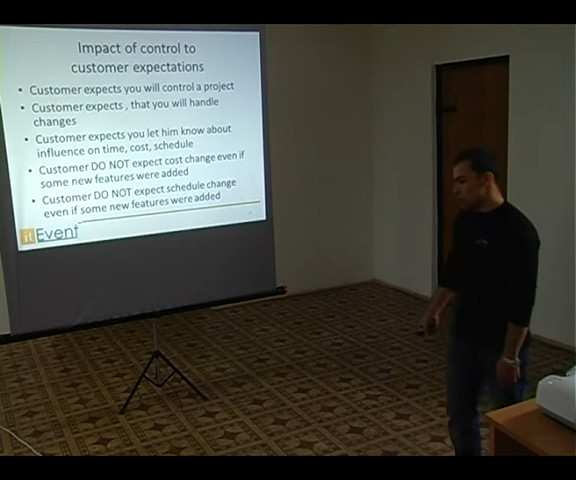 Impact of control to
customer expectations
• Customer expects you will control a project
• Customer expects , that you will handle
changes
• Customer expects you let him know about
influence on time, cost, schedule
• Customer DO NOT expect cost change even if
some new features were added
• Customer DO NOT expect schedule change
even if some new features were added
itEvent